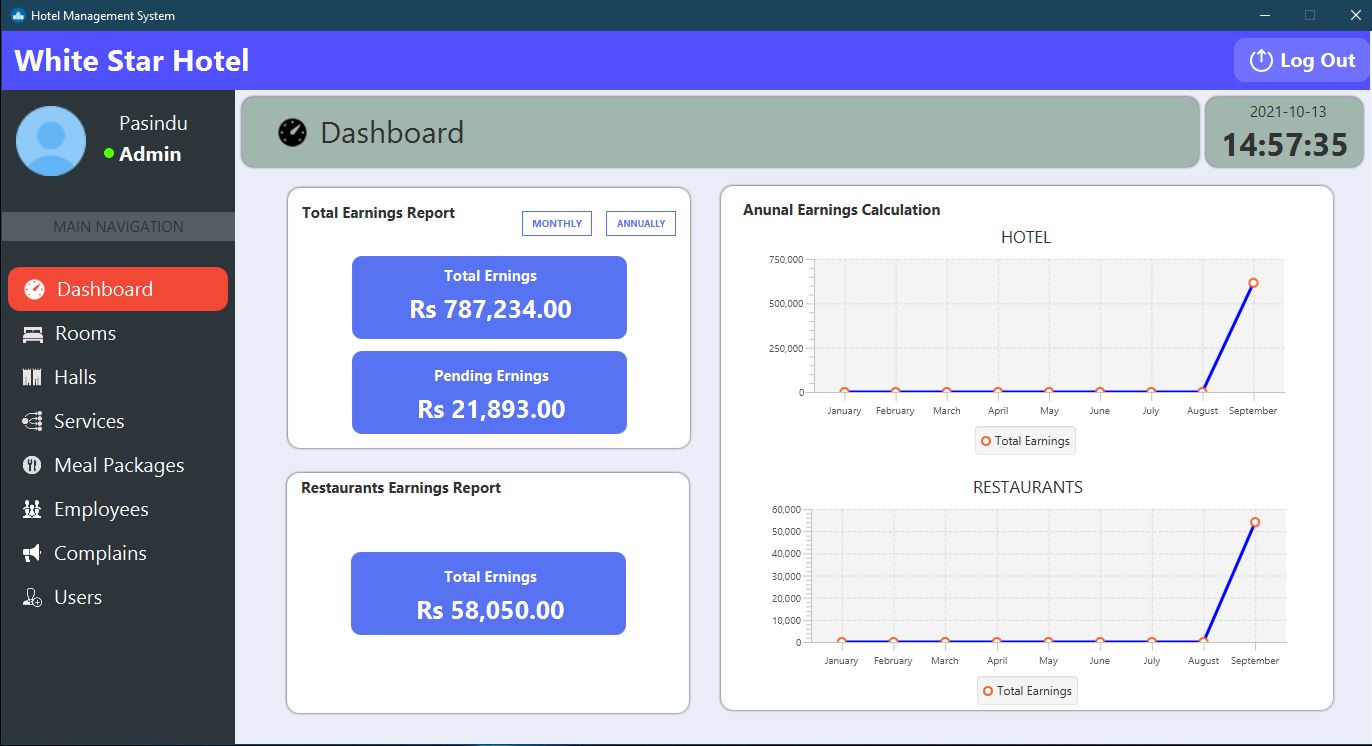 Hotel Management System
White Star Hotel
Log Out
Pasindu
Admin
MAIN NAVIGATION
Dashboard
Rooms
Halls
Services
Meal Packages
Employees
Complains
Users
Dashboard
2021-10-13
14:57:35
Total Earnings Report
MONTHLY
ANNUALLY
Total Ernings
Rs 787,234.00
Pending Ernings
Rs 21,893.00
Restaurants Earnings Report
Total Ernings
Rs 58,050.00
Anunal Earnings Calculation
HOTEL
750,000
500,000
250,000
0
January February March April May June July August September
Total Earnings
RESTAURANTS
60,000
50,000
40,000
30,000
20,000
10,000
0
January February March April May June July August September
Total Earnings